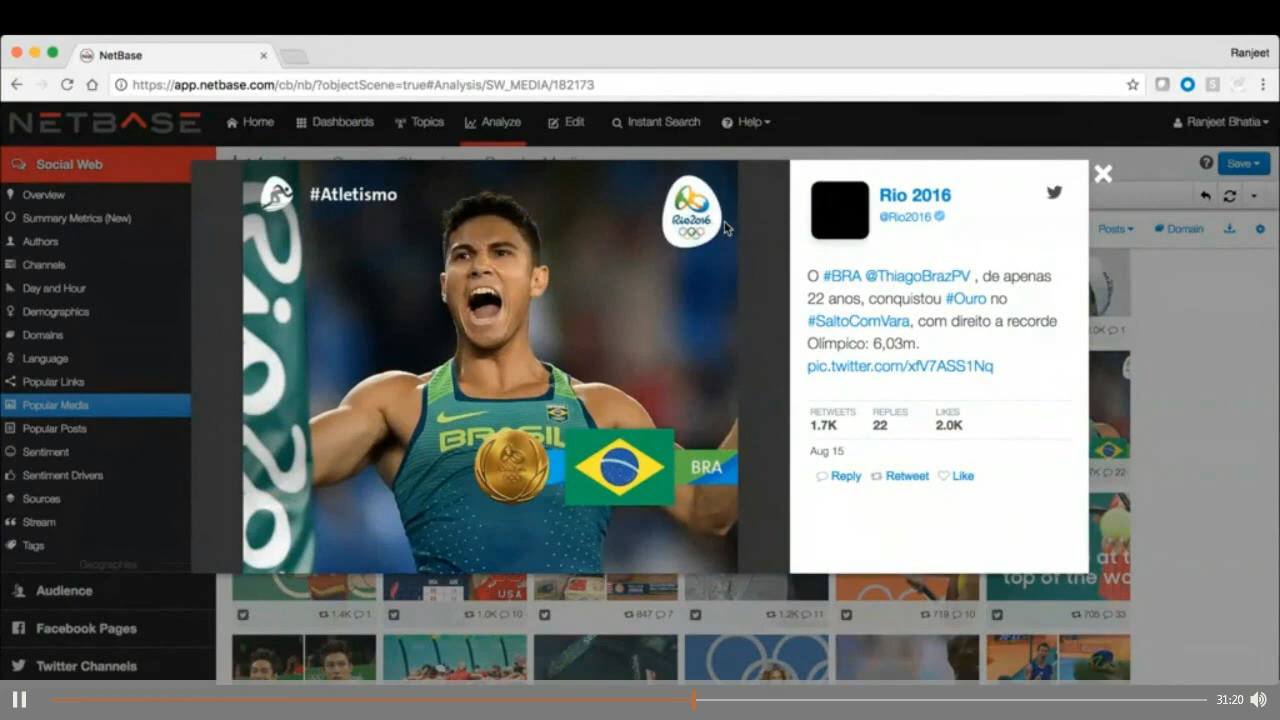 NetBase
Ranjeet
https://app.netbase.com/cb/nb/?objectScene=true#Analysis/SW_MEDIA/182173
NETBASE
Home
Dashboards
Topics
Analyze
Edit
Instant Search
Help
Ranjeet Bhatia
Social Web
Save
Overview
Summary Metrics (New)
Authors
Channels
Day and Hour
Demographics
Domains
Language
Popular Links
Popular Media
Popular Posts
Sentiment
Sentiment Drivers
Sources
Stream
Tags
Geographies
Audience
Facebook Pages
Twitter Channels
Posts
Domain
#Atletismo
Rio2016
BRASIL
BRA
Rio 2016
@Rio2016
O #BRA @ThiagoBrazPV , de apenas
22 anos, conquistou #Ouro no
#SaltoComVara, com direito a recorde
Olímpico: 6,03m.
pic.twitter.com/xfV7ASS1Nq
RETWEETS REPLIES LIKES
1.7K 22 2.0K
Aug 15
Reply Retweet Like
at t
top of the wo
USA
1.4K 1
1.0K 10
847 7
1.2K 11
719 10
705 33
31:20